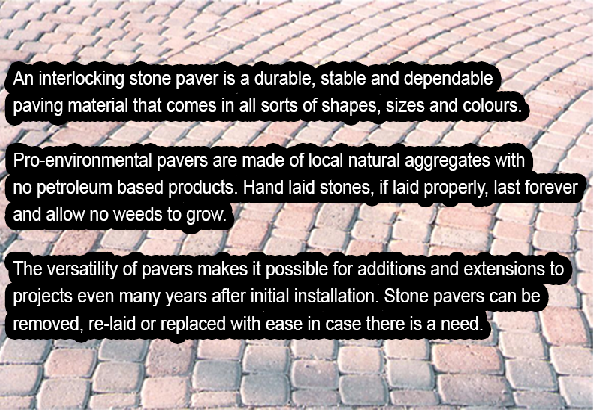 An interlocking stone paver is a durable, stable and dependable
paving material that comes in all sorts of shapes, sizes and colours.
Pro-environmental pavers are made of local natural aggregates with
no petroleum based products. Hand laid stones, if laid properly, last forever
and allow no weeds to grow.
The versatility of pavers makes it possible for additions and extensions to
projects even many years after initial installation. Stone pavers can be
removed, re-laid or replaced with ease in case there is a need.